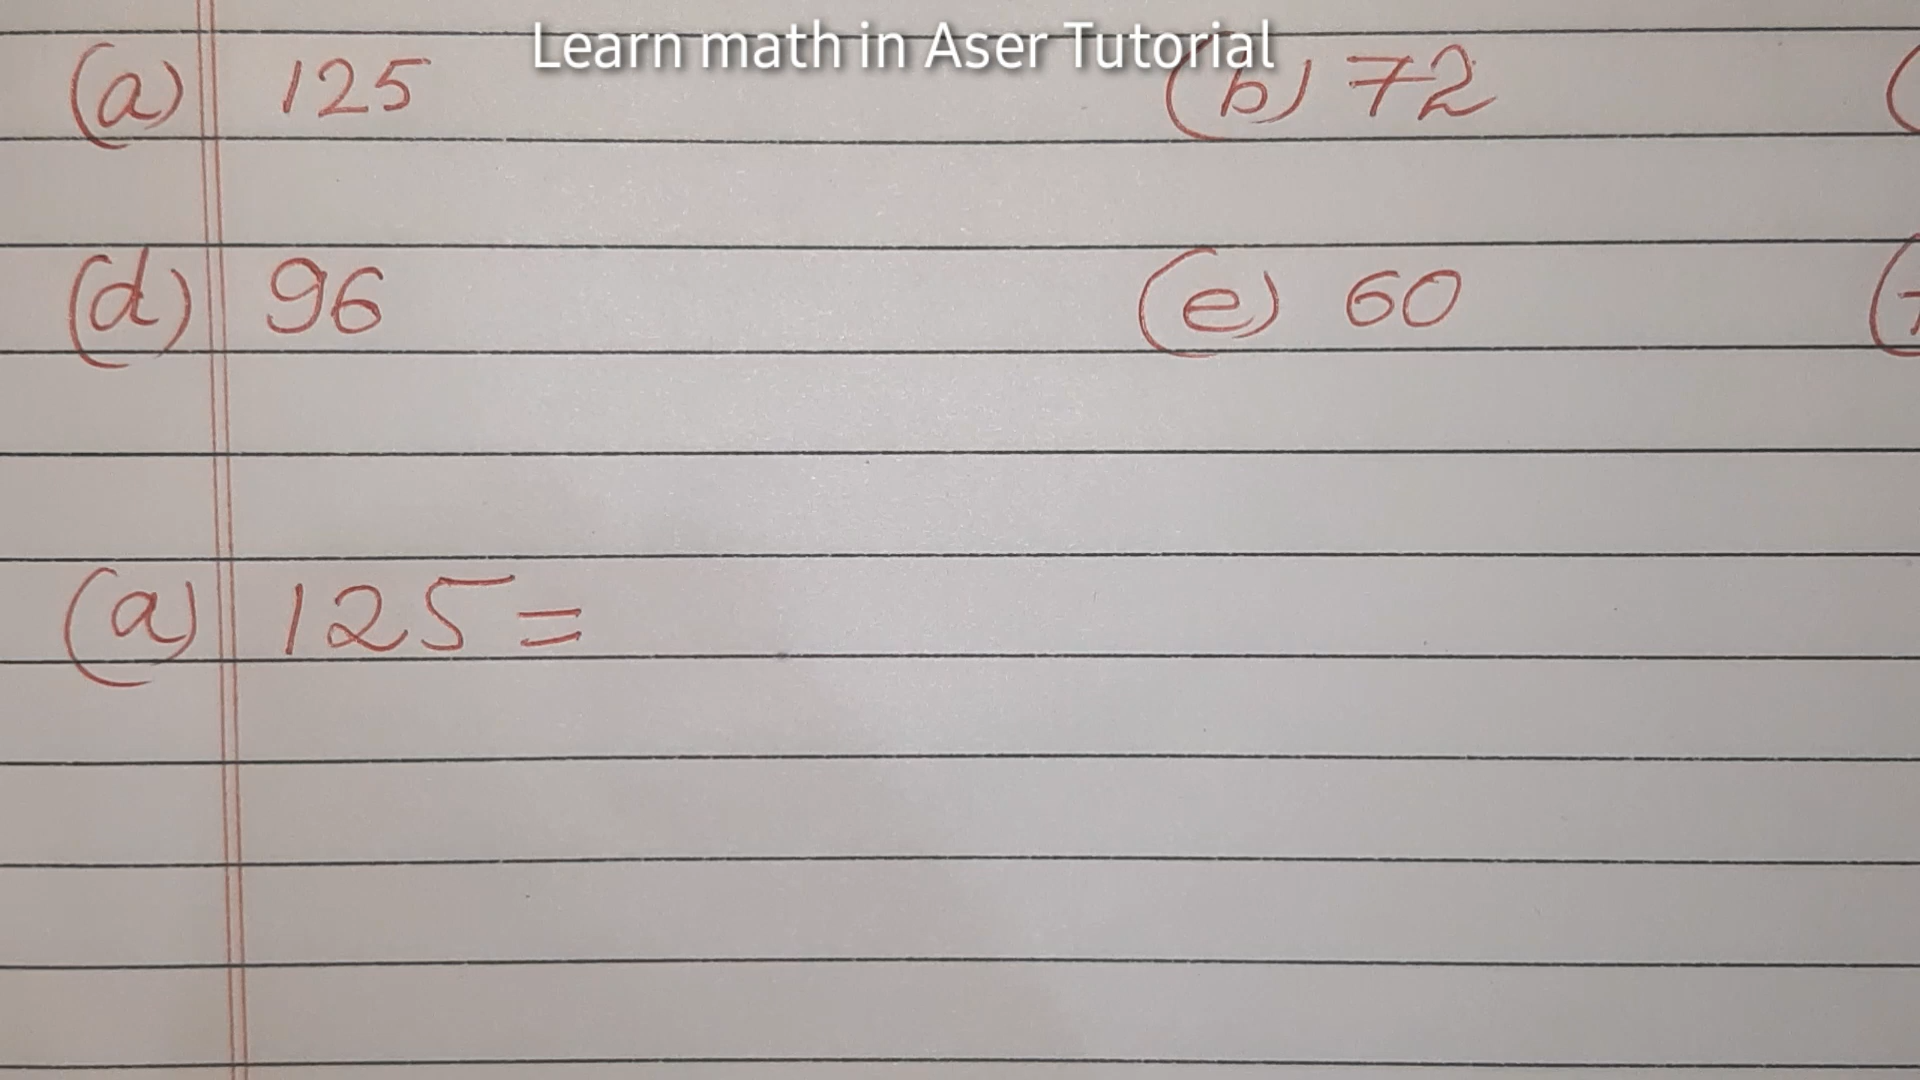 Learn math in Aser Tutorial
(a) 125 (b) 72 (
(d) 96 (e) 60 (
(a) 125 =